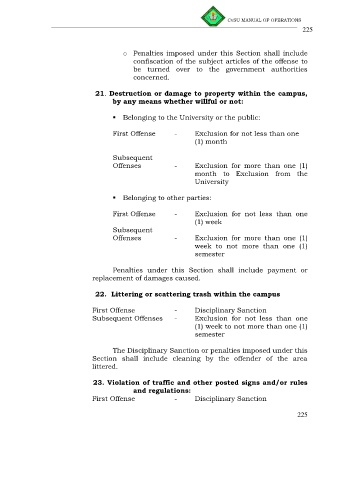 CvSU MANUAL OF OPERATIONS
225
o Penalties imposed under this Section shall include
confiscation of the subject articles of the offense to
be turned over to the government authorities
concerned.
21. Destruction or damage to property within the campus,
by any means whether willful or not:
▪ Belonging to the University or the public:
First Offense - Exclusion for not less than one
(1) month
Subsequent
Offenses - Exclusion for more than one (1)
month to Exclusion from the
University
▪ Belonging to other parties:
First Offense - Exclusion for not less than one
(1) week
Subsequent
Offenses - Exclusion for more than one (1)
week to not more than one (1)
semester
Penalties under this Section shall include payment or
replacement of damages caused.
22. Littering or scattering trash within the campus
First Offense - Disciplinary Sanction
Subsequent Offenses - Exclusion for not less than one
(1) week to not more than one (1)
semester
The Disciplinary Sanction or penalties imposed under this
Section shall include cleaning by the offender of the area
littered.
23. Violation of traffic and other posted signs and/or rules
and regulations:
First Offense - Disciplinary Sanction
225